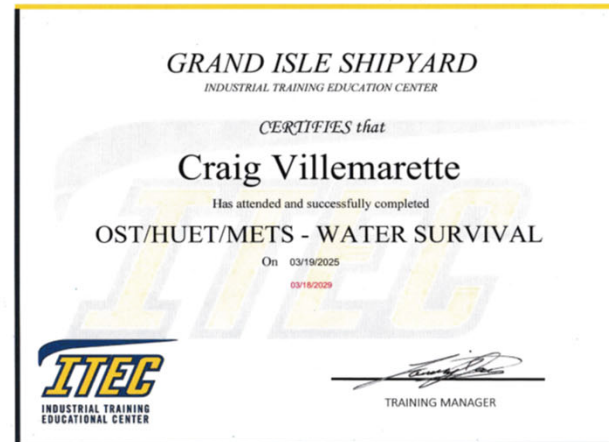 GRAND ISLE SHIPYARD
INDUSTRIAL TRAINING EDUCATION CENTER
CERTIFIES that
Craig Villemarette
Has attended and successfully completed
OST/HUET/METS - WATER SURVIVAL
On 03/19/2025
03/18/2029
ITEC
ITEC
INDUSTRIAL TRAINING
EDUCATIONAL CENTER
TRAINING MANAGER